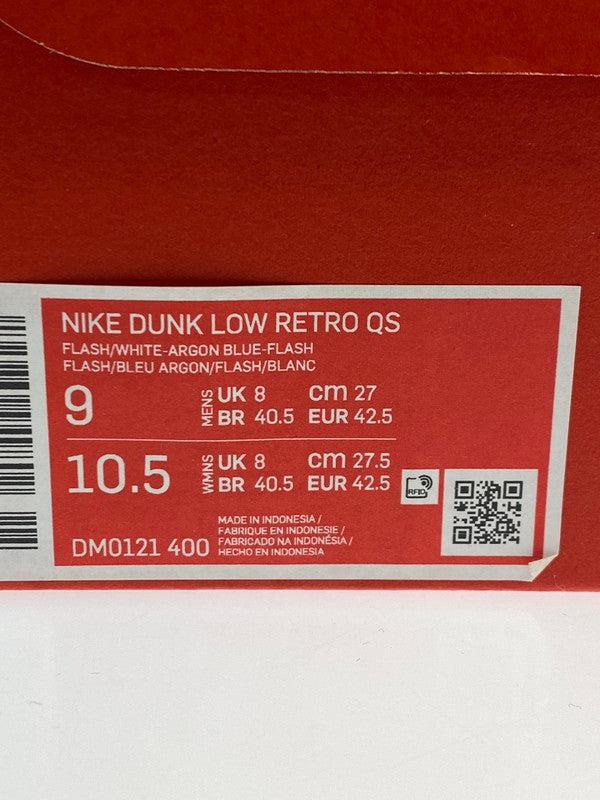 NIKE DUNK LOW RETRO QS
FLASH/WHITE-ARGON BLUE-FLASH
FLASH/BLEU ARGON/FLASH/BLANC
9 MENS UK 8 cm 27
BR 40.5 EUR 42.5
10.5 WMNS UK 8 cm 27.5
BR 40.5 EUR 42.5
RFID
DM0121 400
MADE IN INDONESIA /
FABRIQUE EN INDONESIE /
FABRICADO NA INDONÉSIA /
HECHO EN INDONESIA